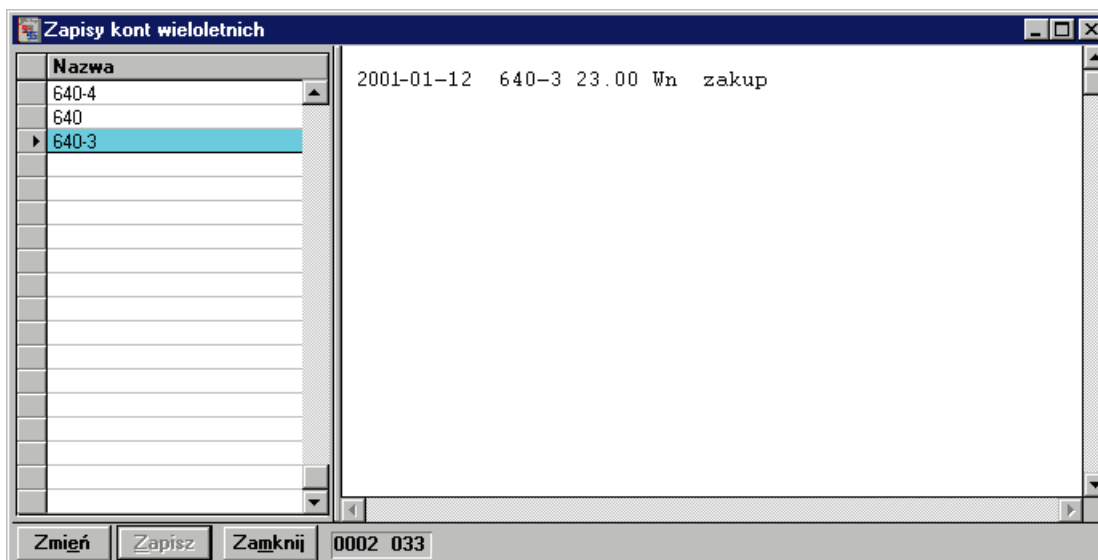 Zapisy kont wieloletnich
Nazwa
640-4
640
640-3
2001-01-12 640-3 23.00 Wn zakup
Zmień Zapisz Zamknij 0002 033